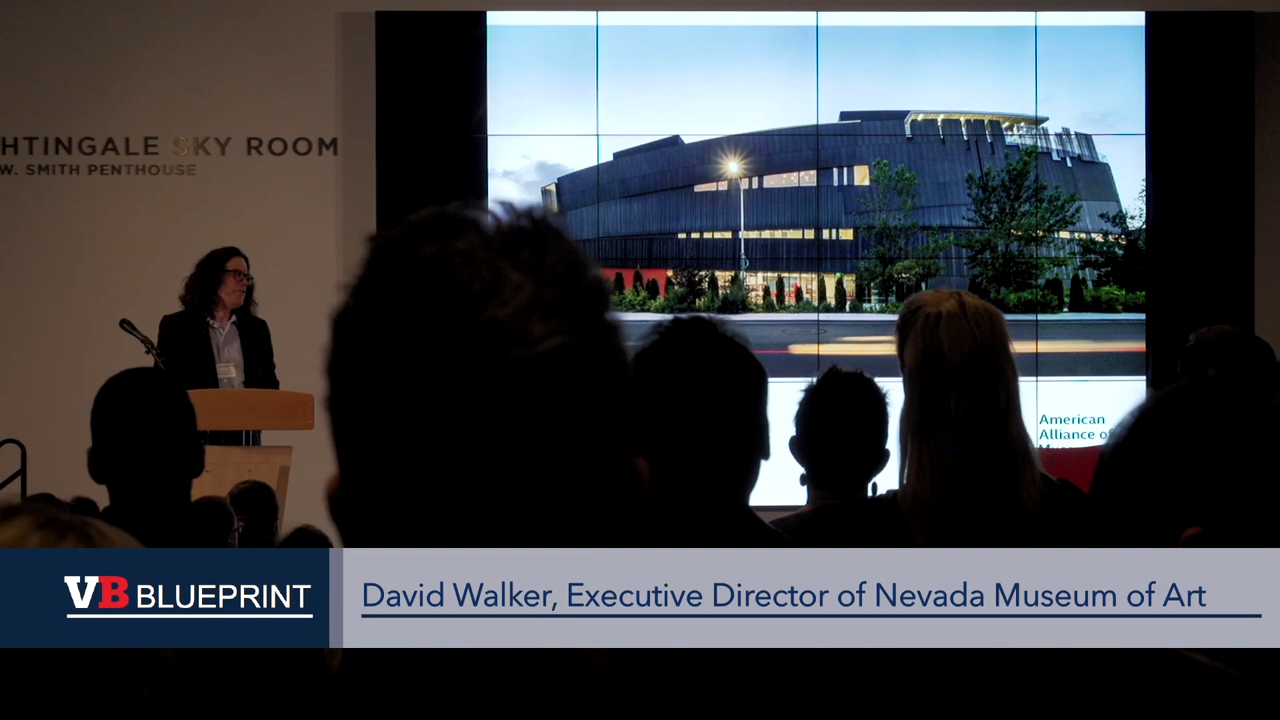 HTINGALE SKY ROOM
W. SMITH PENTHOUSE
American
Alliance of
VB BLUEPRINT
David Walker, Executive Director of Nevada Museum of Art